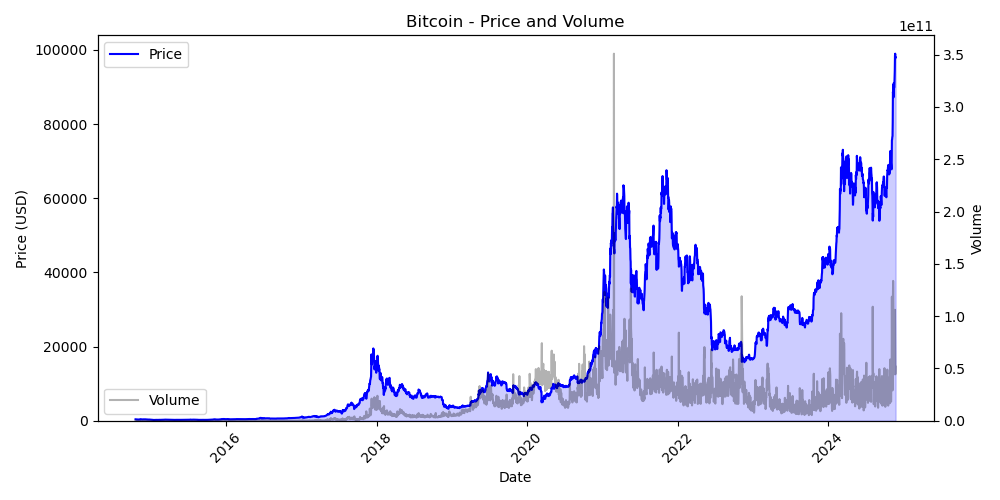 Bitcoin - Price and Volume
1e11
Price
Volume
100000
80000
60000
40000
20000
0
Price (USD)
3.5
3.0
2.5
2.0
1.5
1.0
0.5
0.0
Volume
2016
2018
2020
2022
2024
Date